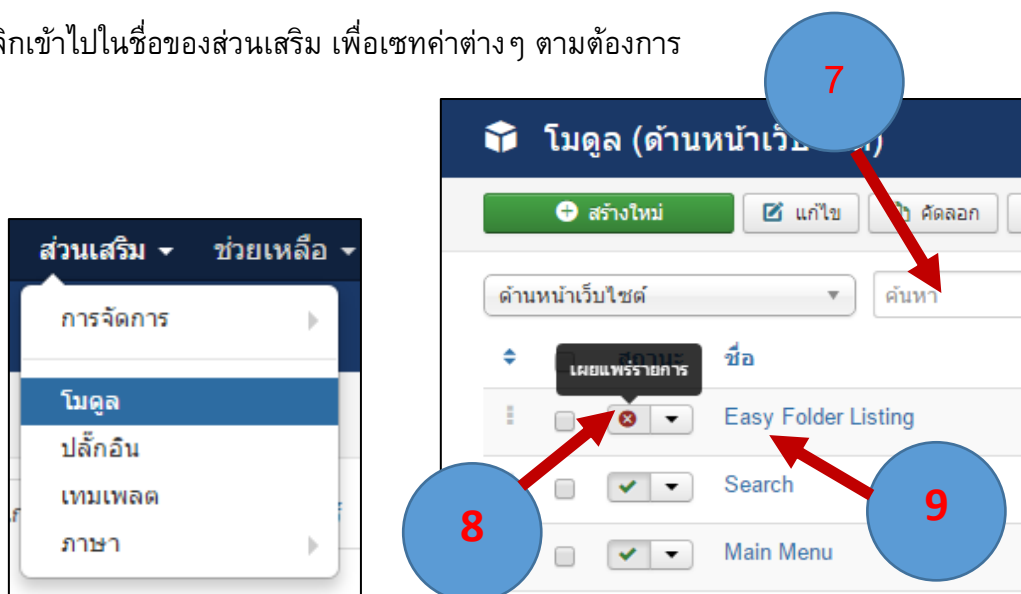 เข้าไปในชื่อของส่วนเสริม เพื่อเซทค่าต่างๆ ตามต้องการ
7
โมดูล (ด้านหน้า
สร้างใหม่ แก้ไข คัดลอก
ส่วนเสริม ช่วยเหลือ
การจัดการ
โมดูล
ปลั๊กอิน
เทมเพลต
ภาษา
ด้านหน้าเว็บไซต์ ค้นหา
สถานะ ชื่อ
เผยแพร่รายการ
Easy Folder Listing
Search
Main Menu
8
9